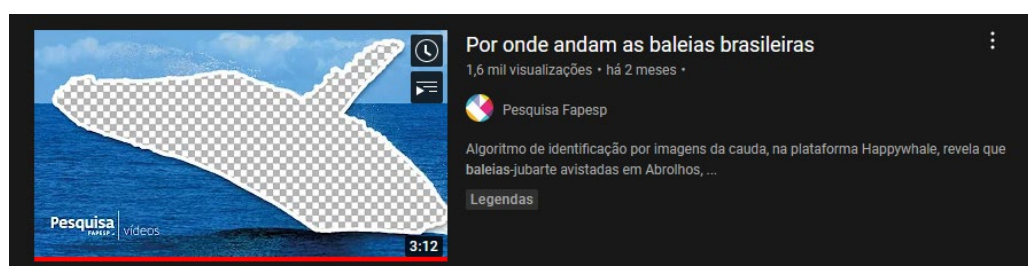 Por onde andam as baleias brasileiras
1,6 mil visualizações • há 2 meses •
Pesquisa Fapesp
Algoritmo de identificação por imagens da cauda, na plataforma Happywhale, revela que
baleias-jubarte avistadas em Abrolhos, ...
Legendas
Pesquisa
FAPESP
vídeos
3:12